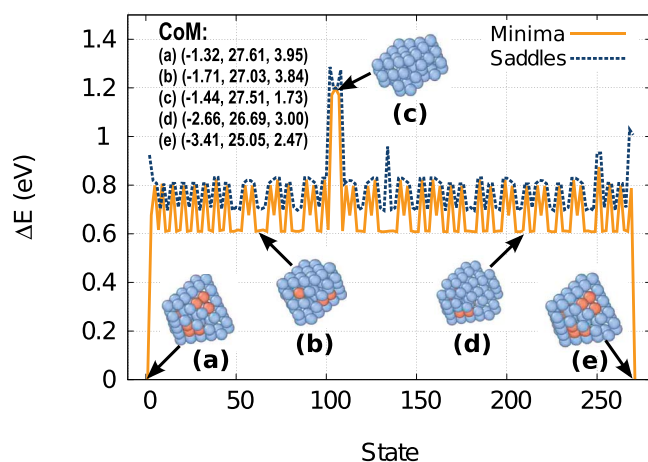 CoM:
(a) (-1.32, 27.61, 3.95)
(b) (-1.71, 27.03, 3.84)
(c) (-1.44, 27.51, 1.73)
(d) (-2.66, 26.69, 3.00)
(e) (-3.41, 25.05, 2.47)
Minima
Saddles
(c)
(b)
(d)
(a)
(e)
ΔE (eV)
1.4
1.2
1
0.8
0.6
0.4
0.2
0
0 50 100 150 200 250
State